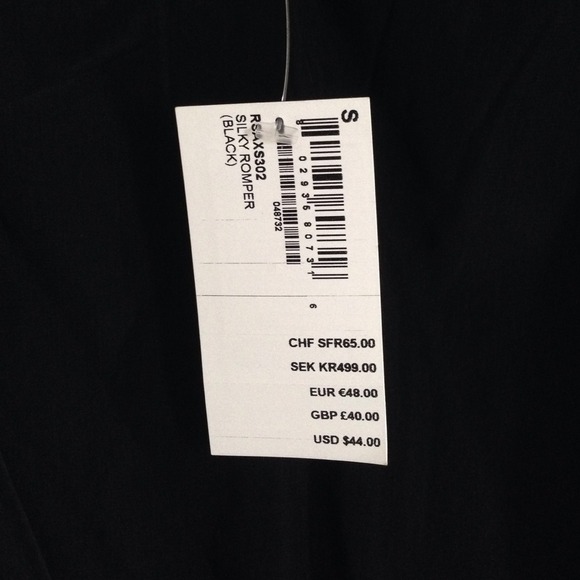 S
RSAXS302
SILKY ROMPER
(BLACK)
048732
CHF SFR65.00
SEK KR499.00
EUR €48.00
GBP £40.00
USD $44.00